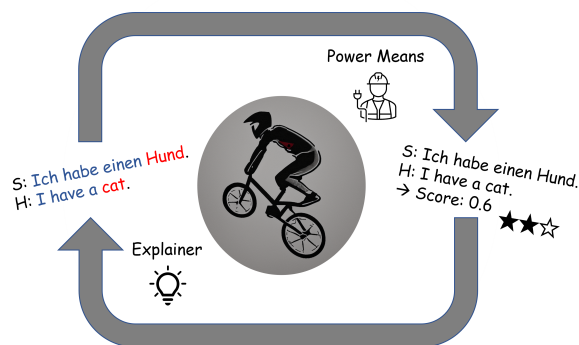 Power Means
S: Ich habe einen Hund.
H: I have a cat.
S: Ich habe einen Hund.
H: I have a cat.
→ Score: 0.6
Explainer